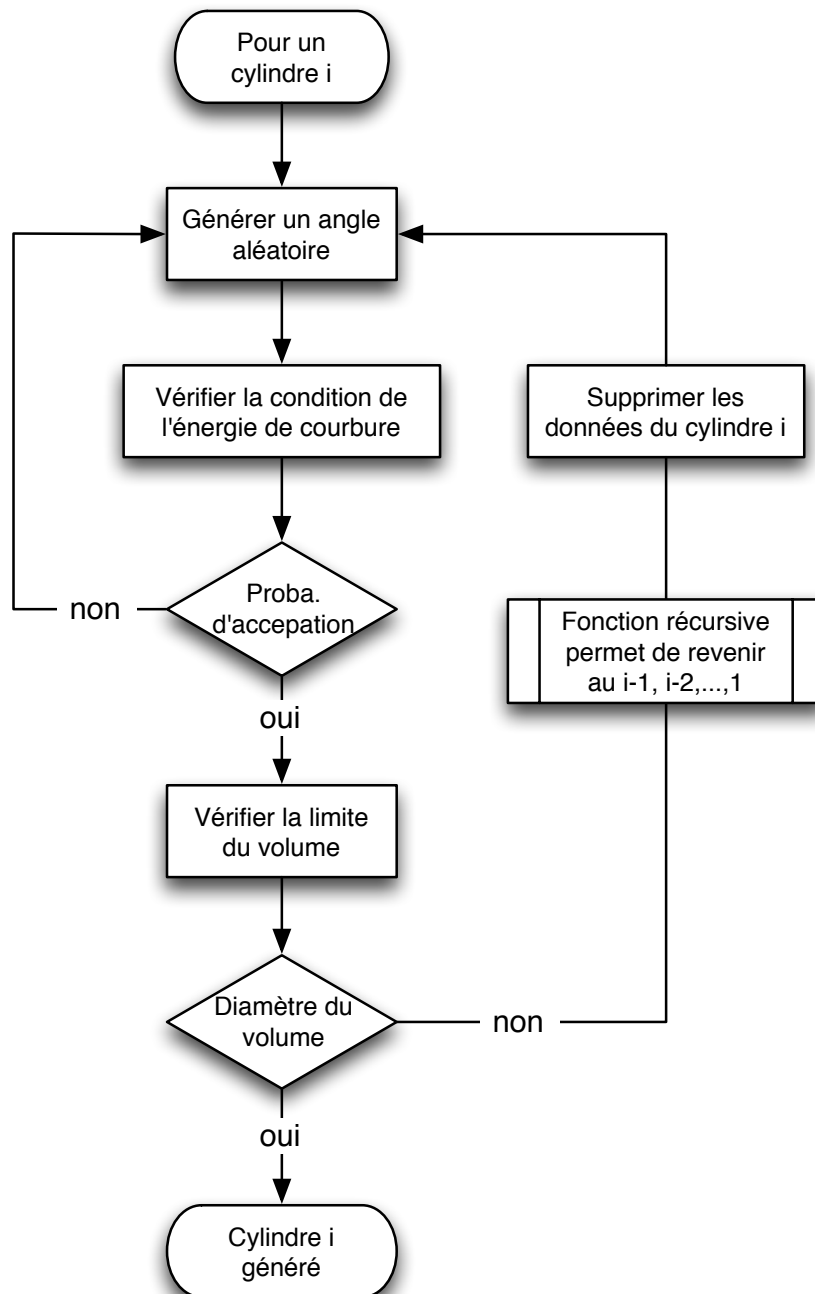 Pour un
cylindre i
Générer un angle
aléatoire
Vérifier la condition de
l'énergie de courbure
Supprimer les
données du cylindre i
Proba.
d'accepation
non
Fonction récursive
permet de revenir
au i-1, i-2,...,1
oui
Vérifier la limite
du volume
Diamètre du
volume
non
oui
Cylindre i
généré